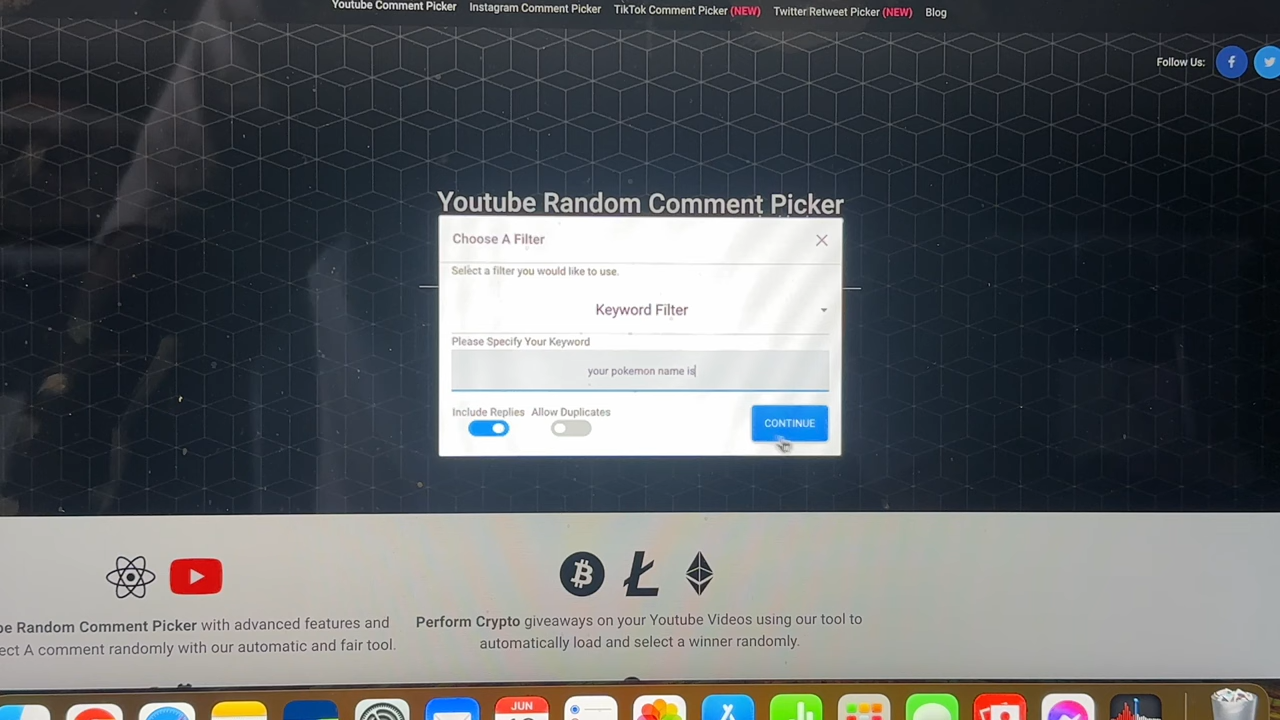 Youtube Comment Picker Instagram Comment Picker TikTok Comment Picker (NEW) Twitter Retweet Picker (NEW) Blog
Follow Us:
Youtube Random Comment Picker
Choose A Filter
Select a filter you would like to use.
Keyword Filter
Please Specify Your Keyword
your pokemon name is
Include Replies Allow Duplicates
CONTINUE
Random Comment Picker with advanced features and
A comment randomly with our automatic and fair tool.
Perform Crypto giveaways on your Youtube Videos using our tool to
automatically load and select a winner randomly.
JUN